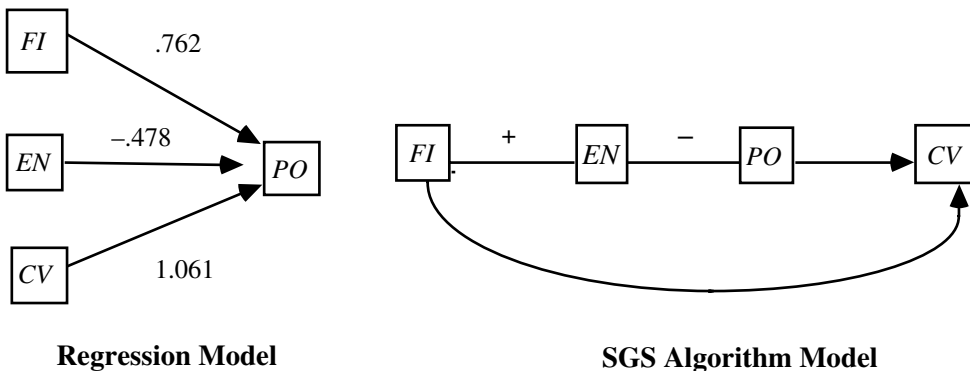 FI
.762
EN
–.478
PO
CV
1.061
Regression Model
FI
+
EN
–
PO
CV
SGS Algorithm Model